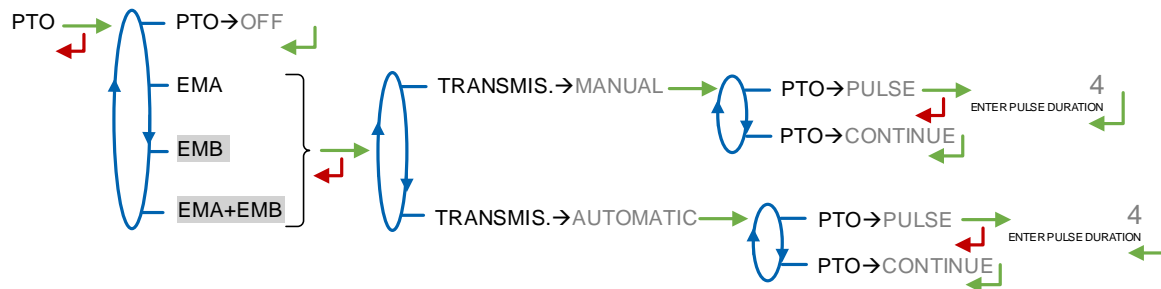 PTO
PTO→OFF
EMA
EMB
EMA+EMB
TRANSMIS.→MANUAL
PTO→PULSE
4
ENTER PULSE DURATION
PTO→CONTINUE
TRANSMIS.→AUTOMATIC
PTO→PULSE
4
ENTER PULSE DURATION
PTO→CONTINUE